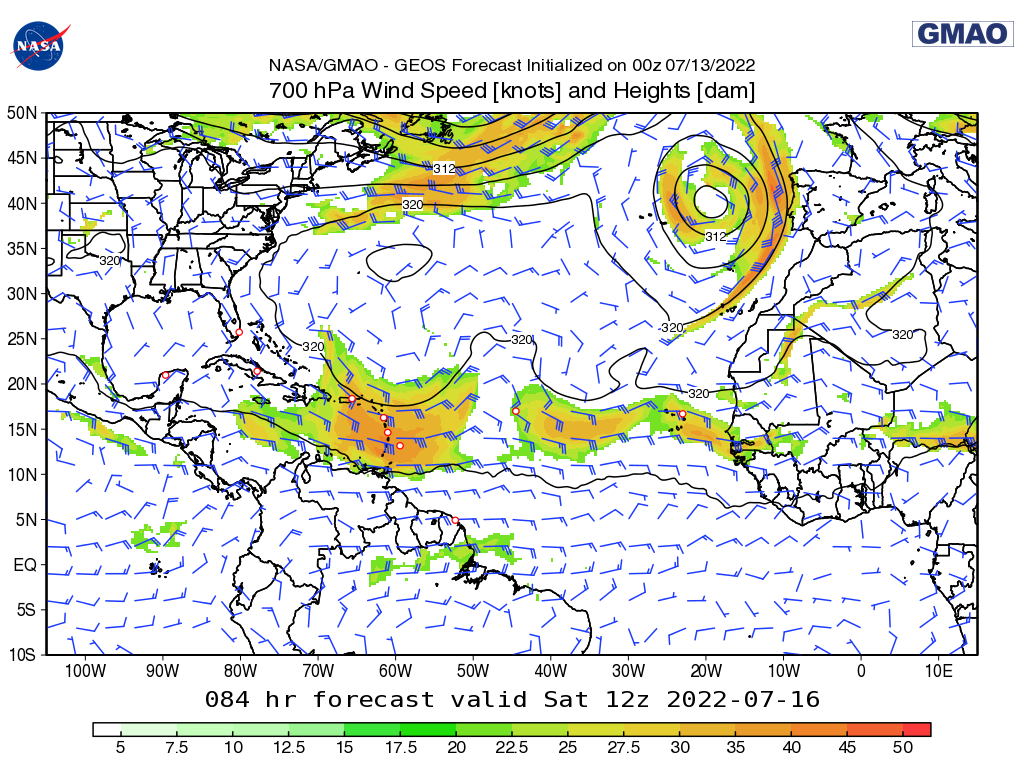 NASA
GMAO
NASA/GMAO - GEOS Forecast Initialized on 00z 07/13/2022
700 hPa Wind Speed [knots] and Heights [dam]
50N
45N
312
40N
320
312
35N
320
30N
320
320
25N
320
320
20N
320
15N
10N
5N
EQ
5S
10S
100W 90W 80W 70W 60W 50W 40W 30W 20W 10W 0 10E
084 hr forecast valid Sat 12z 2022-07-16
5 7.5 10 12.5 15 17.5 20 22.5 25 27.5 30 35 40 45 50